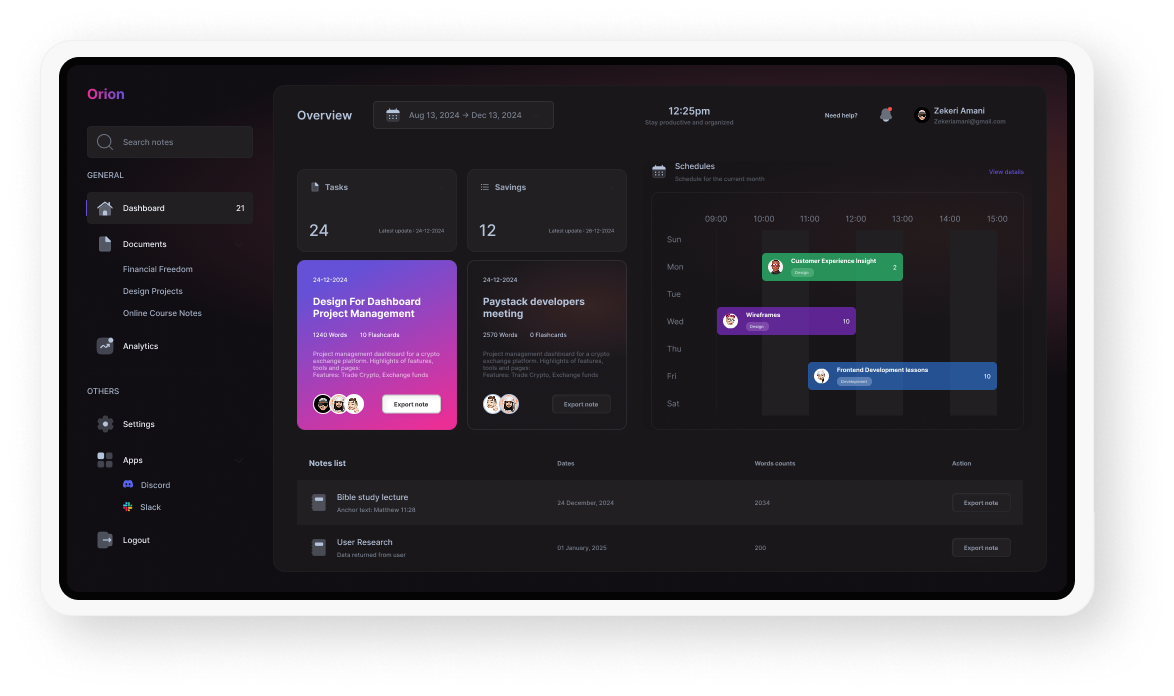 Orion
Search notes
GENERAL
Dashboard 21
Documents
Financial Freedom
Design Projects
Online Course Notes
Analytics
OTHERS
Settings
Apps
Discord
Slack
Logout
Overview
Aug 13, 2024 → Dec 13, 2024
12:25pm
Stay productive and organized
Need help?
Zekeri Amani
Zekeriamani@gmail.com
Tasks
24
Latest update · 24-12-2024
Savings
12
Latest update · 26-12-2024
24-12-2024
Design For Dashboard
Project Management
1240 Words 10 Flashcards
Project management dashboard for a crypto
exchange platform. Highlights of features,
tools and pages:
Features: Trade Crypto, Exchange funds
Export note
24-12-2024
Paystack developers
meeting
2570 Words 0 Flashcards
Project management dashboard for a crypto
exchange platform. Highlights of features,
tools and pages:
Features: Trade Crypto, Exchange funds
Export note
Schedules
Schedule for the current month
View details
09:00 10:00 11:00 12:00 13:00 14:00 15:00
Sun
Mon
Customer Experience Insight
Design
2
Tue
Wed
Wireframes
Design
10
Thu
Fri
Frontend Development lessons
Development
10
Sat
Notes list Dates Words counts Action
Bible study lecture
Anchor text: Matthew 11:28
24 December, 2024 2034 Export note
User Research
Data returned from user
01 January, 2025 200 Export note